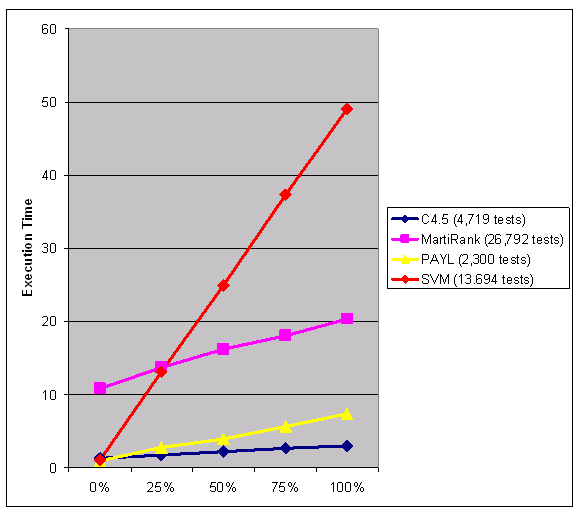 60
50
40
30
20
10
0
Execution Time
0%
25%
50%
75%
100%
C4.5 (4,719 tests)
MartiRank (26,792 tests)
PAYL (2,300 tests)
SVM (13.694 tests)